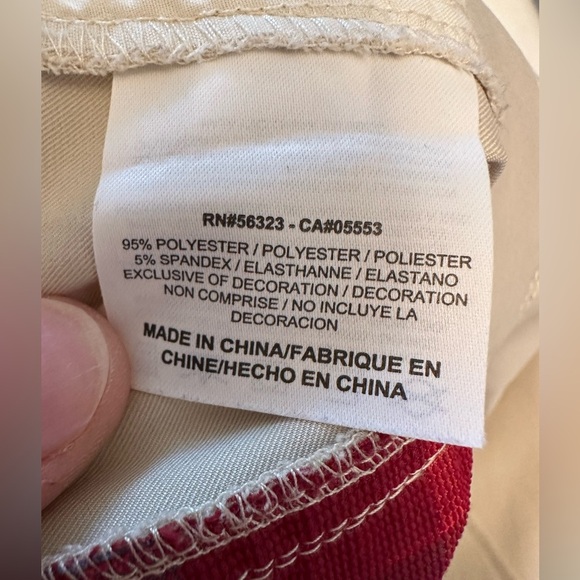 RN#56323 - CA#05553
95% POLYESTER / POLYESTER / POLIESTER
5% SPANDEX / ELASTHANNE / ELASTANO
EXCLUSIVE OF DECORATION / DECORATION
NON COMPRISE / NO INCLUYE LA
DECORACION
MADE IN CHINA/FABRIQUE EN
CHINE/HECHO EN CHINA